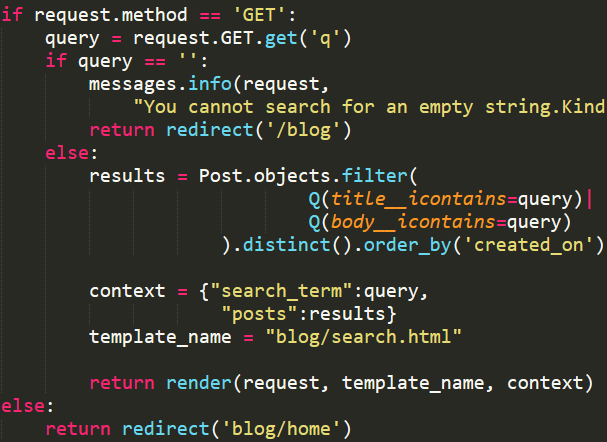 if request.method == 'GET':
    query = request.GET.get('q')
    if query == '':
        messages.info(request,
            "You cannot search for an empty string.Kind
        return redirect('/blog')
    else:
        results = Post.objects.filter(
                            Q(title__icontains=query)|
                            Q(body__icontains=query)
                    ).distinct().order_by('created_on')
        context = {"search_term":query,
                    "posts":results}
        template_name = "blog/search.html"
        return render(request, template_name, context)
else:
    return redirect('blog/home')